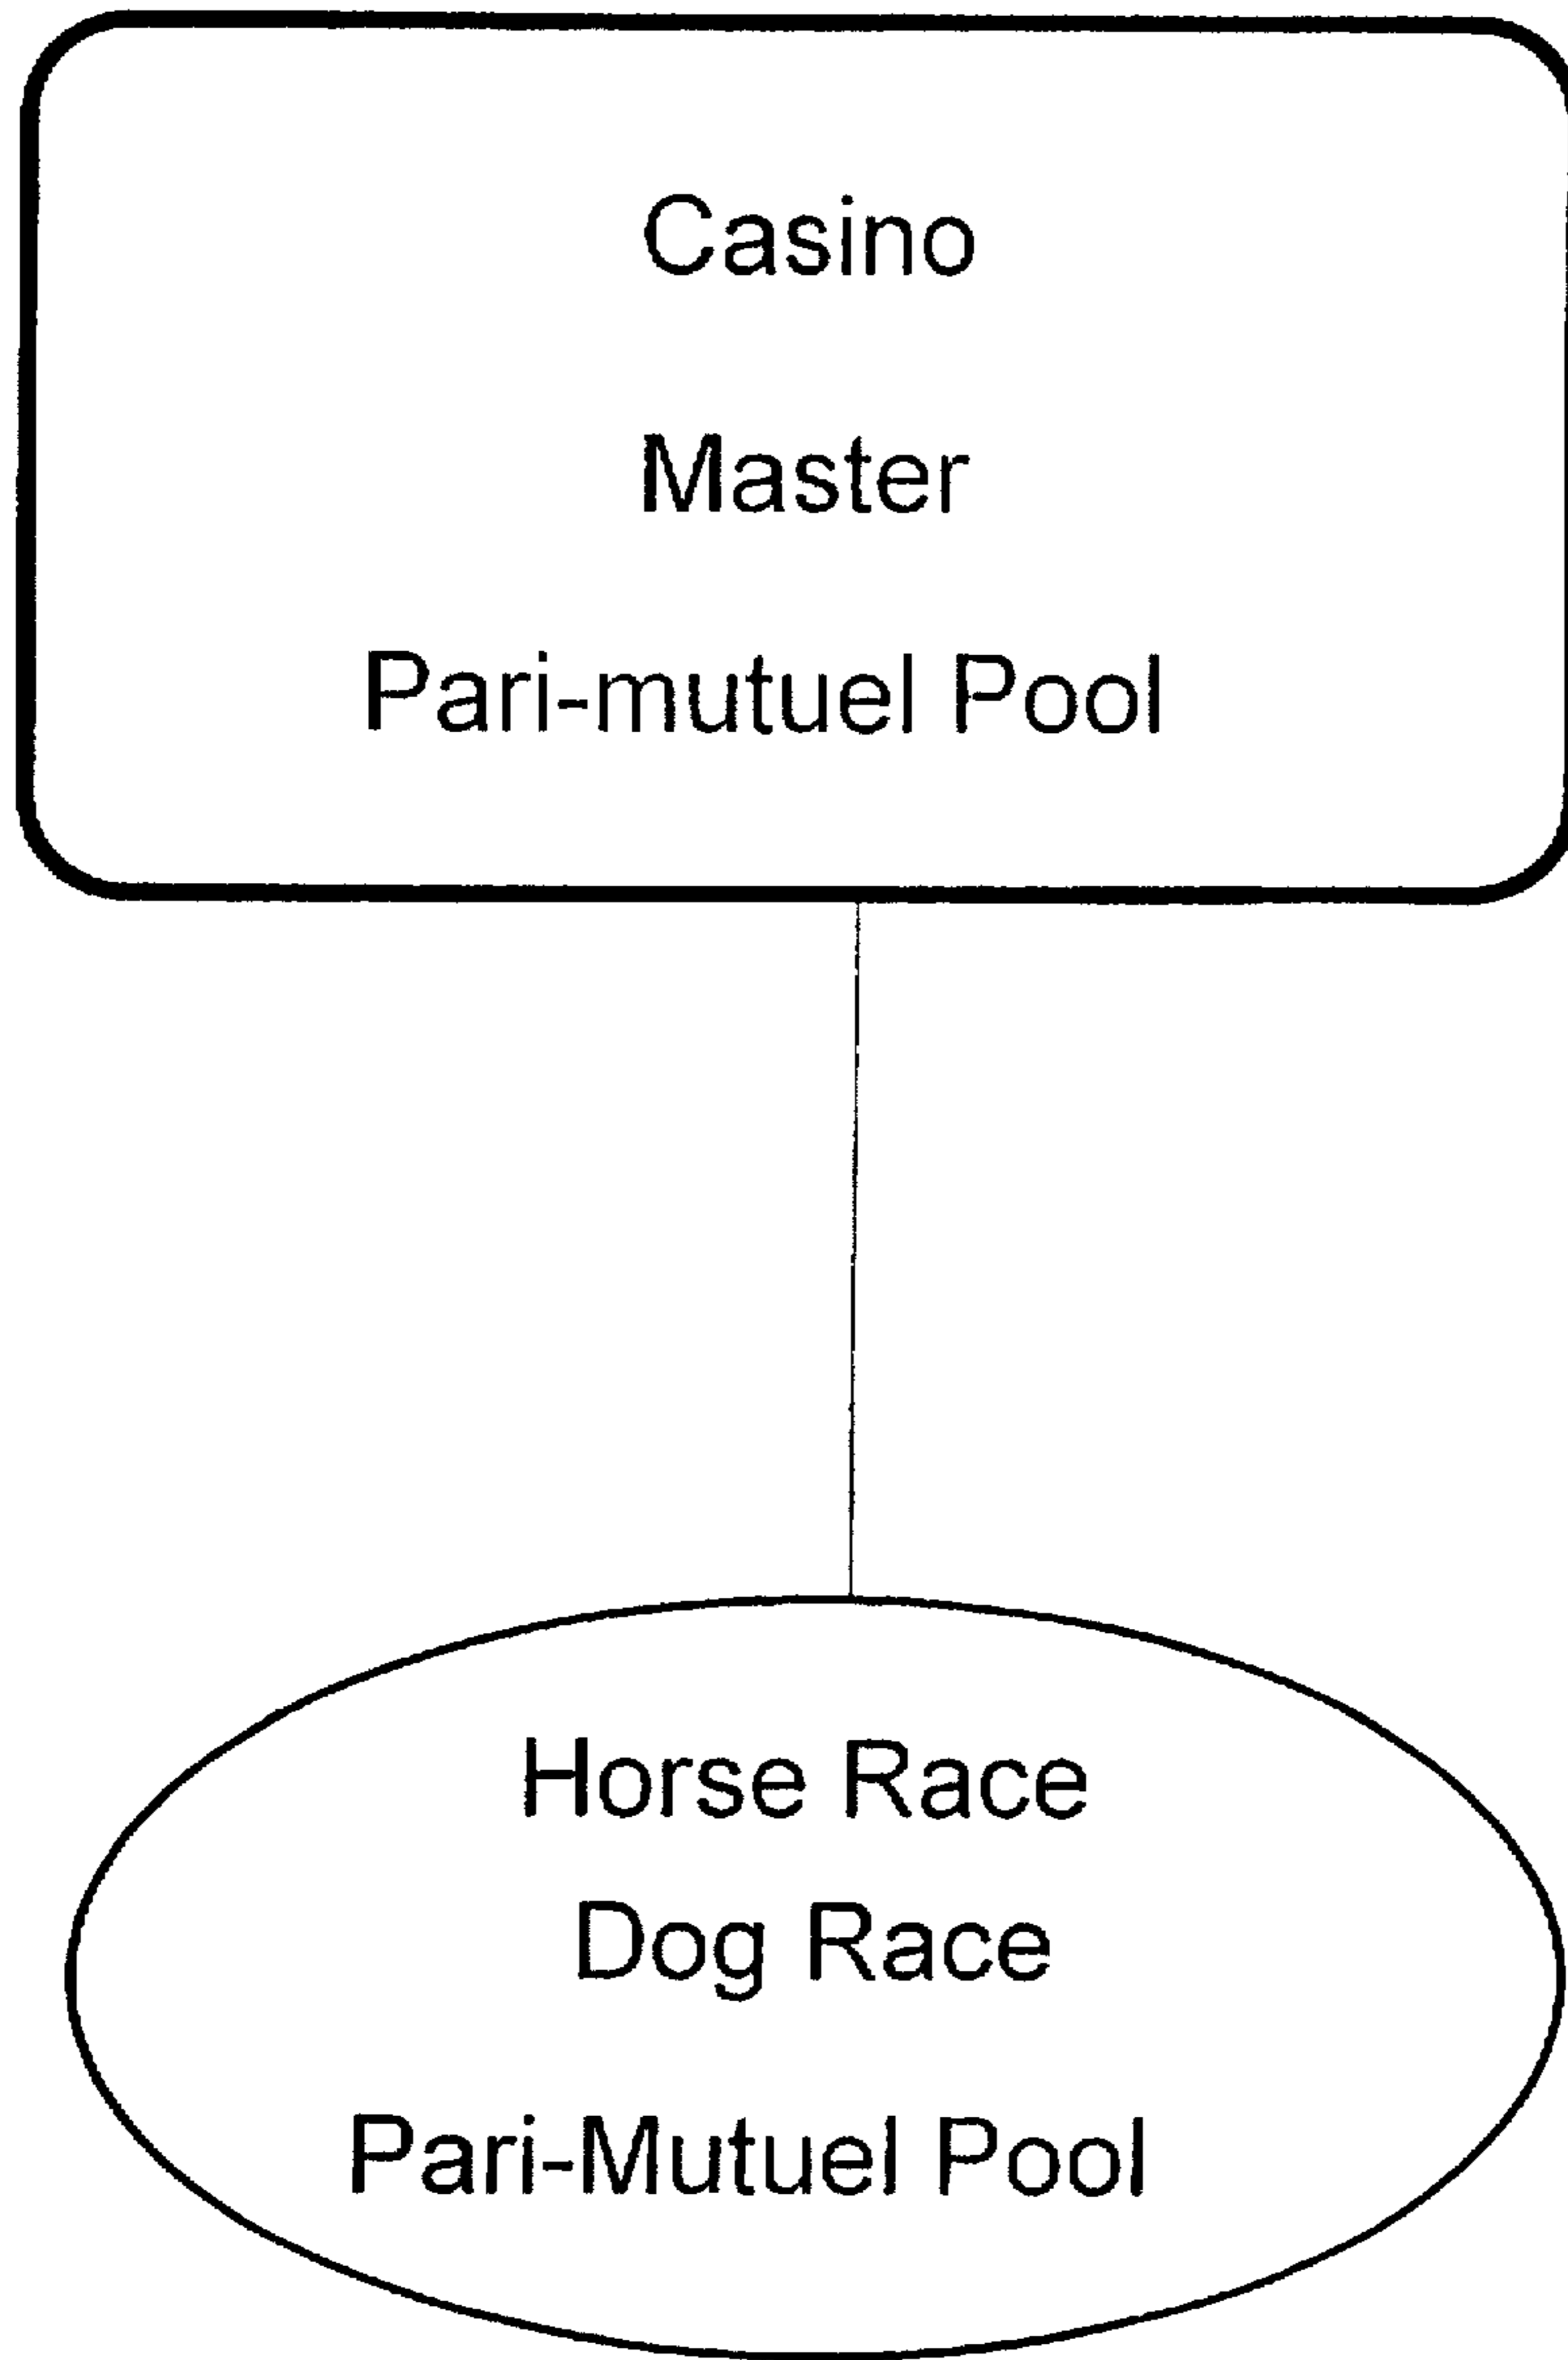 Casino
Master
Pari-mutuel Pool
Horse Race
Dog Race
Pari-Mutuel Pool